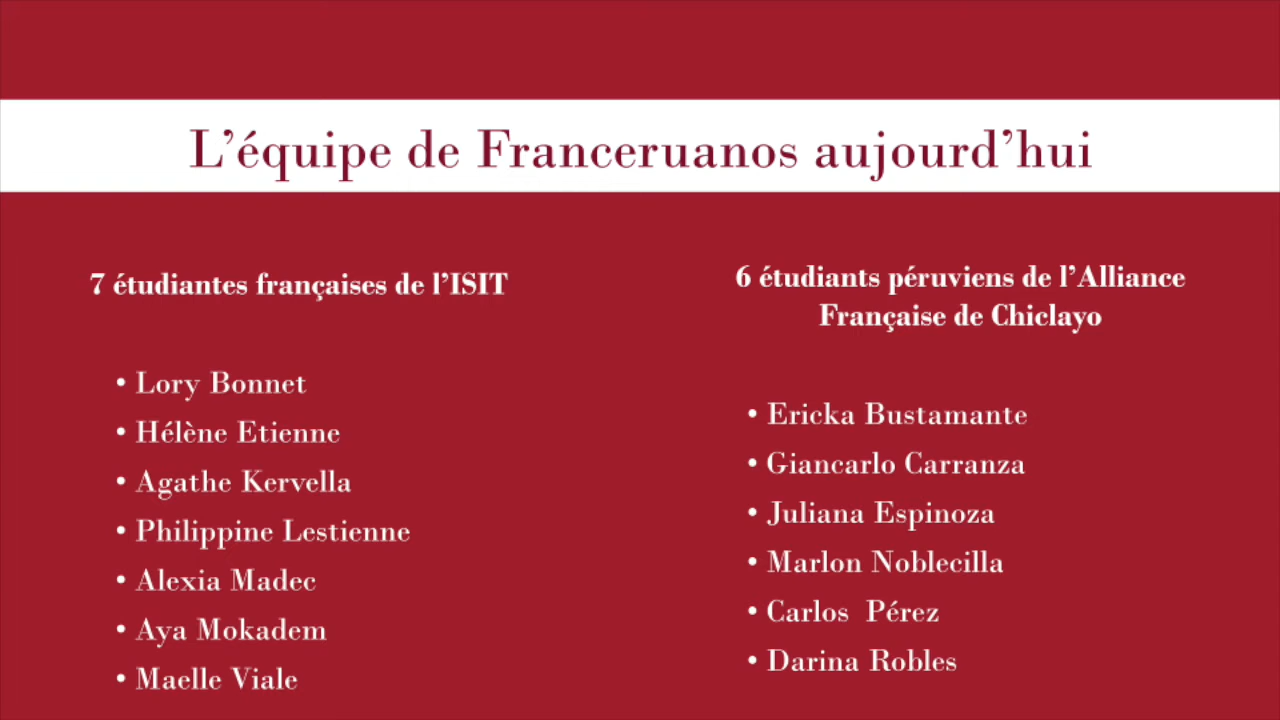 L’équipe de Franceruanos aujourd’hui
7 étudiantes françaises de l’ISIT
• Lory Bonnet
• Hélène Etienne
• Agathe Kervella
• Philippine Lestienne
• Alexia Madec
• Aya Mokadem
• Maelle Viale
6 étudiants péruviens de l’Alliance
Française de Chiclayo
• Ericka Bustamante
• Giancarlo Carranza
• Juliana Espinoza
• Marlon Noblecilla
• Carlos  Pérez
• Darina Robles